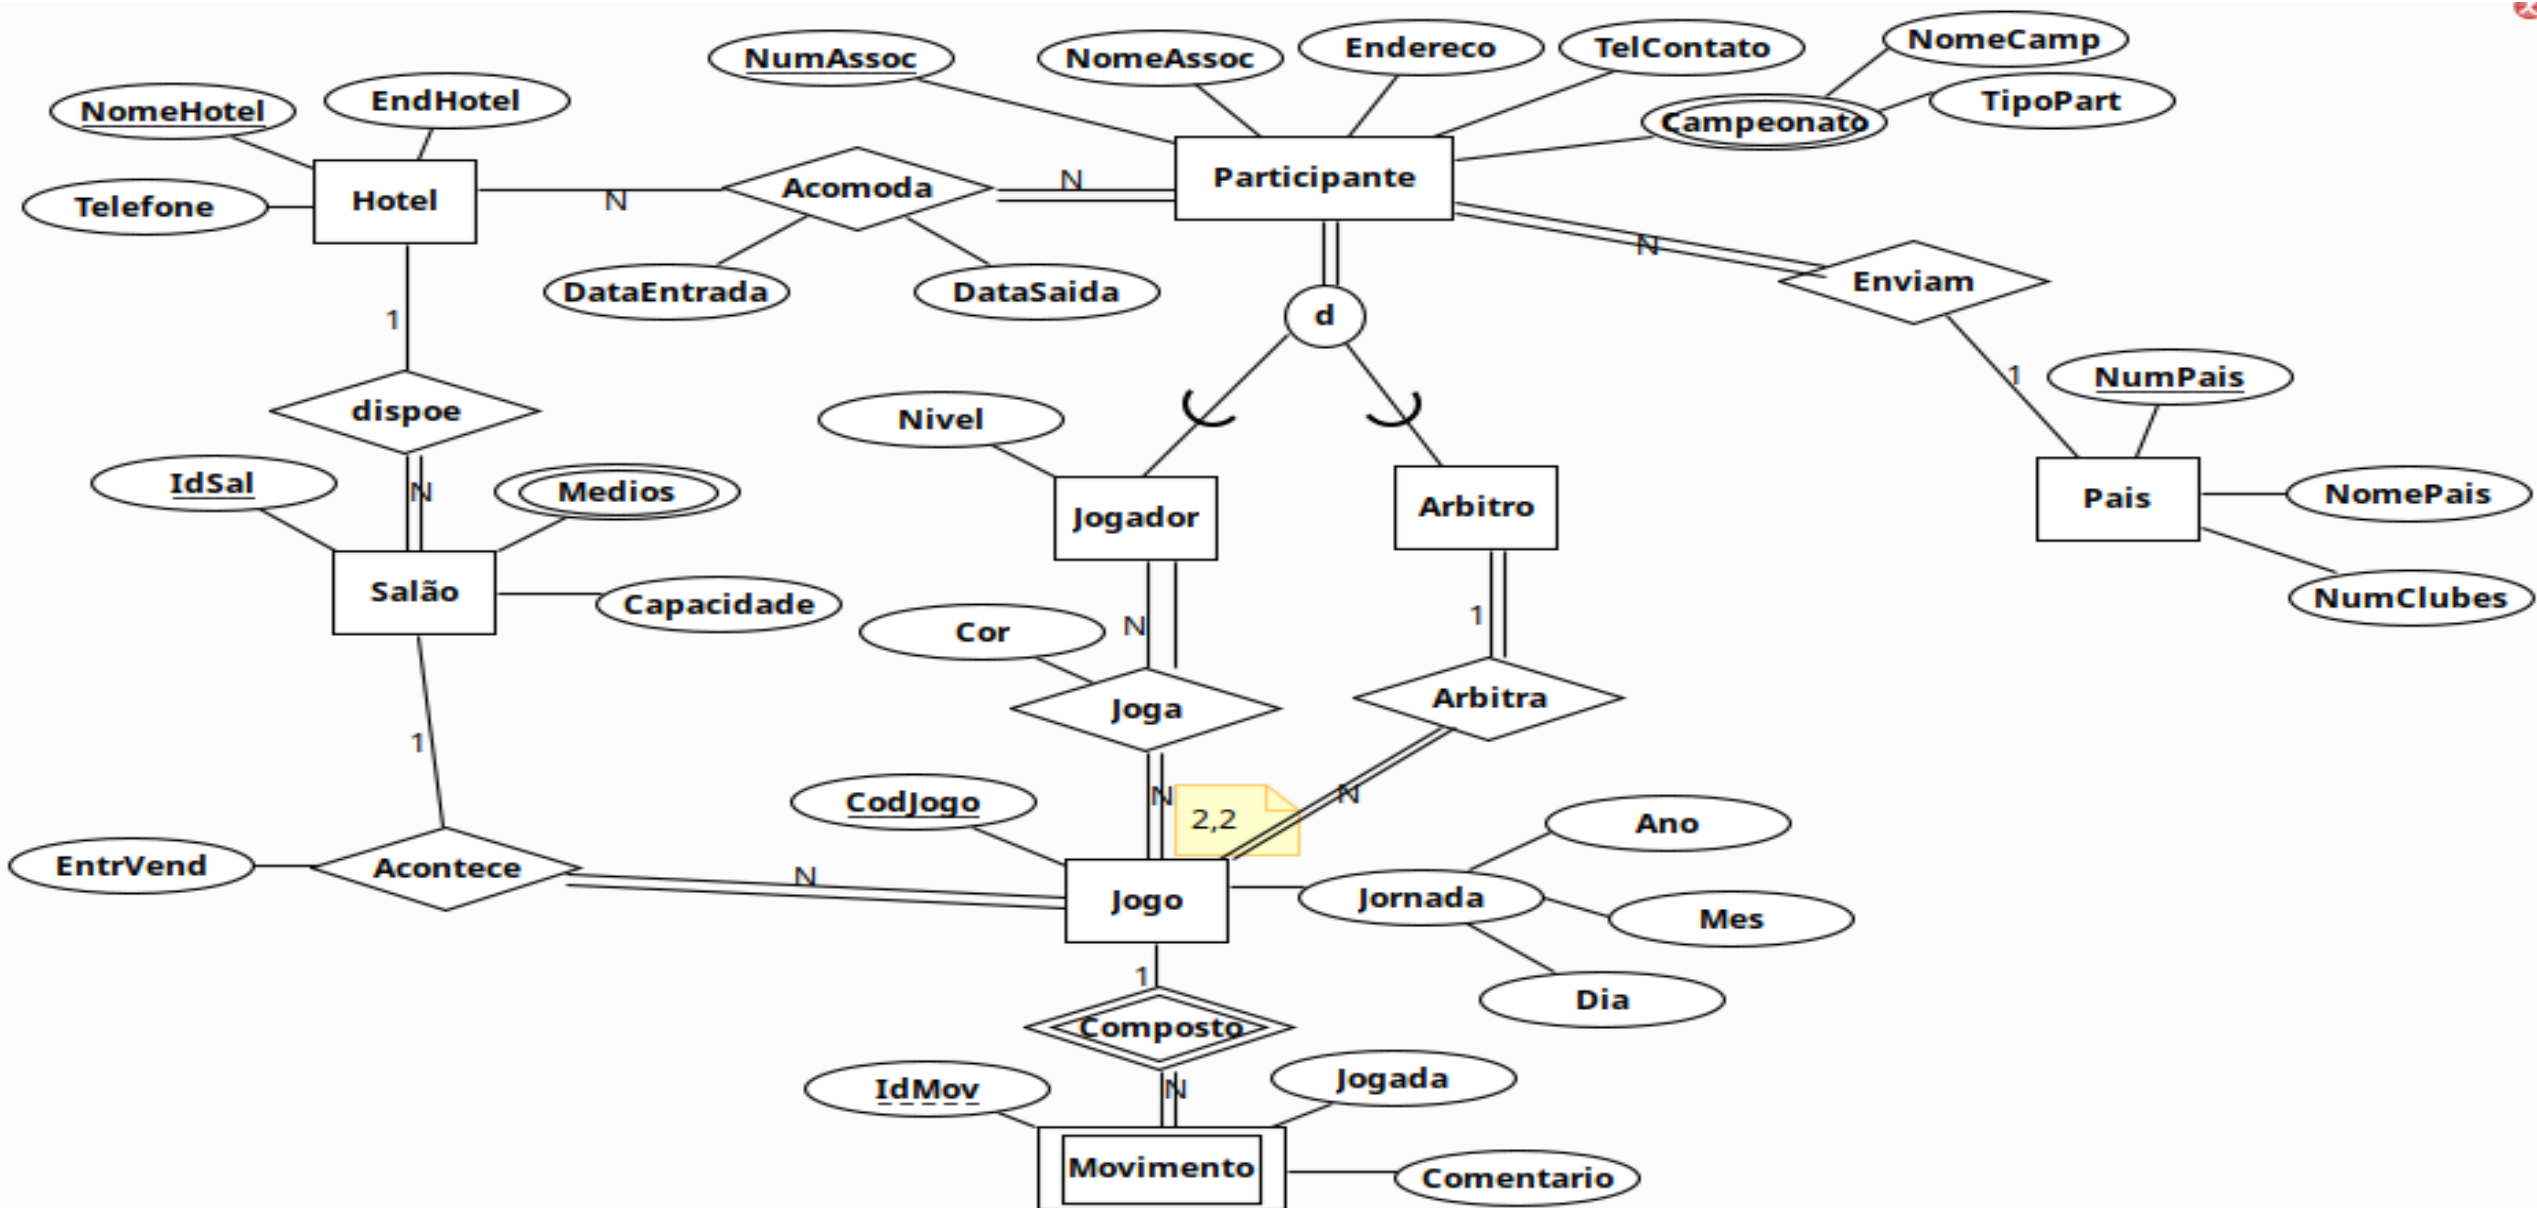 NomeCamp
NumAssoc
NomeAssoc
Endereco
TelContato
NomeHotel
EndHotel
TipoPart
Campeonato
Participante
Hotel
Telefone
N
Acomoda
N
N
Enviam
DataEntrada
DataSaida
d
1
1
NumPais
dispoe
Nivel
IdSal
N
Medios
Jogador
Arbitro
Pais
NomePais
Salão
Capacidade
NumClubes
Cor
N
1
Joga
Arbitra
1
CodJogo
N
2,2
N
Ano
EntrVend
Acontece
N
Jogo
Jornada
Mes
1
Dia
Composto
IdMov
N
Jogada
Movimento
Comentario